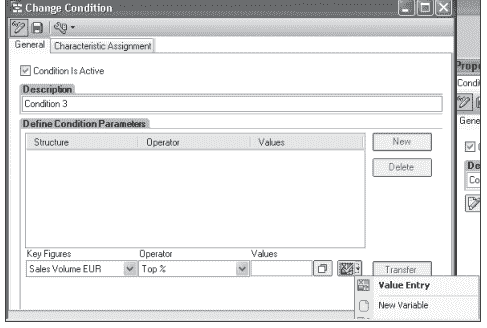 Change Condition
General Characteristic Assignment
Condition Is Active
Description
Condition 3
Define Condition Parameters
Structure Operator Values
New
Delete
Key Figures Operator Values
Sales Volume EUR Top % Transfer
Value Entry
New Variable
Prope
Condi
Gene
De
Co